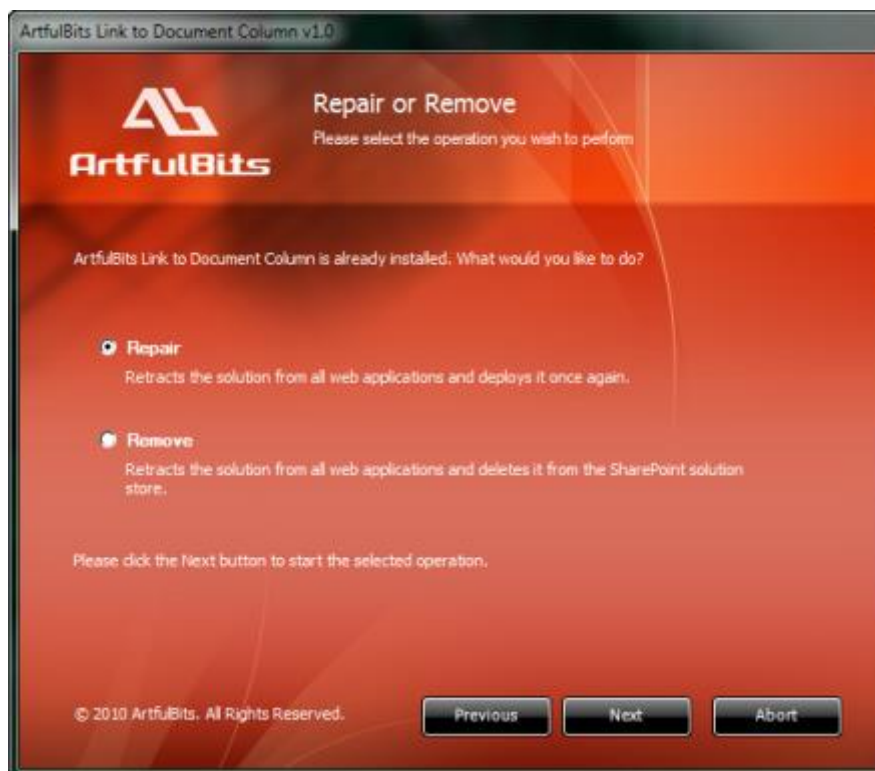 ArtfulBits Link to Document Column v1.0
ArtfulBits
Repair or Remove
Please select the operation you wish to perform
ArtfulBits Link to Document Column is already installed. What would you like to do?
Repair
Retracts the solution from all web applications and deploys it once again.
Remove
Retracts the solution from all web applications and deletes it from the SharePoint solution
store.
Please click the Next button to start the selected operation.
© 2010 ArtfulBits. All Rights Reserved.
Previous
Next
Abort